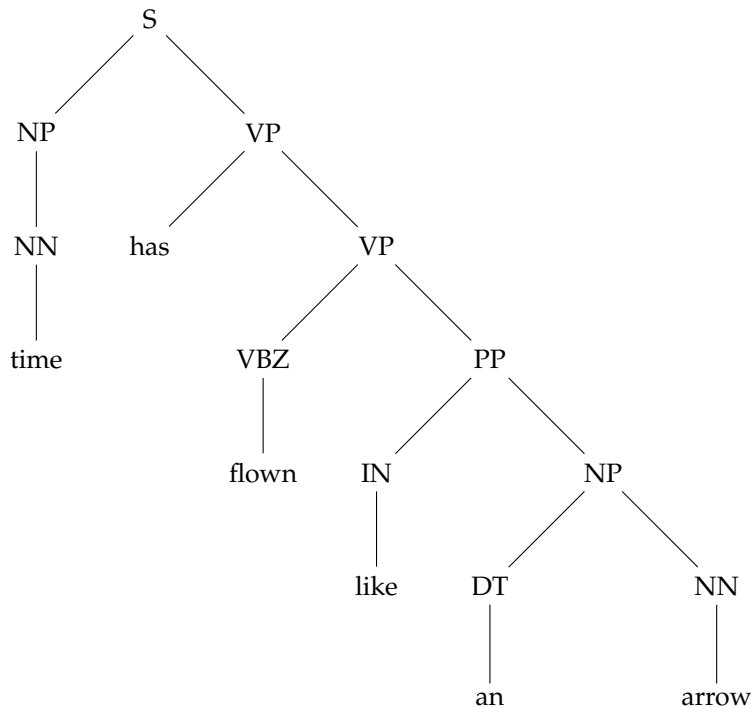 S
NP VP
NN has VP
time VBZ PP
flown IN NP
like DT NN
an arrow